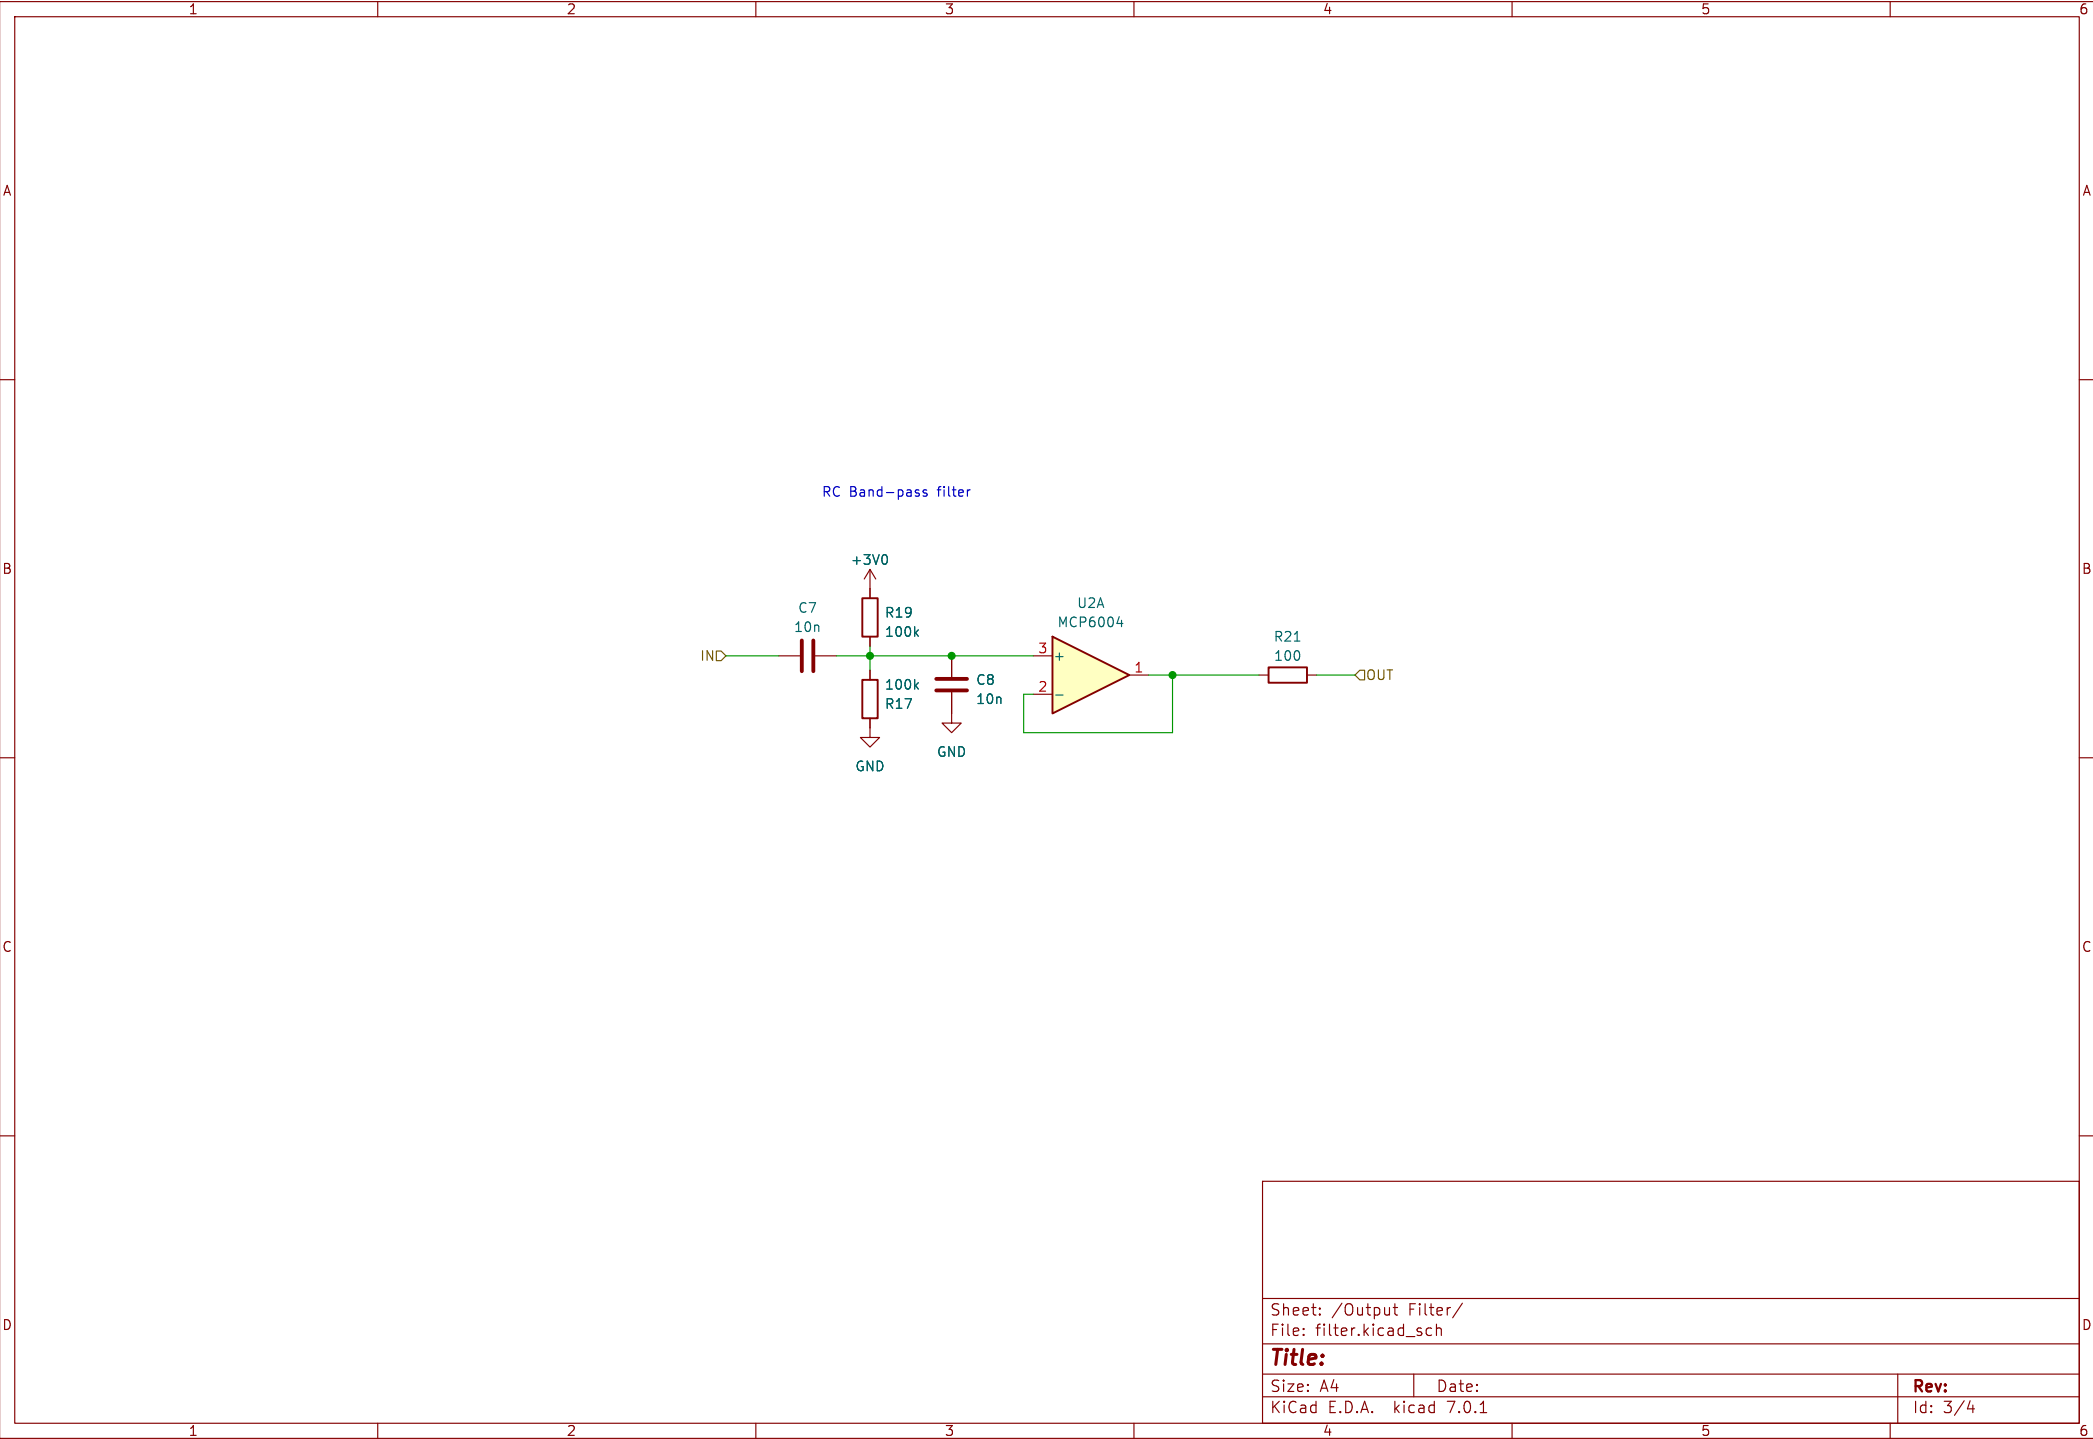 1 2 3 4 5 6
A A
RC Band-pass filter
+3V0
B B
C7
10n
R19
100k
U2A
MCP6004
IN
3
+
1
2
-
100k
R17
C8
10n
R21
100
OUT
GND
GND
C C
Sheet: /Output Filter/
File: filter.kicad_sch
D D
Title:
Size: A4 Date: Rev:
KiCad E.D.A. kicad 7.0.1 Id: 3/4
1 2 3 4 5 6